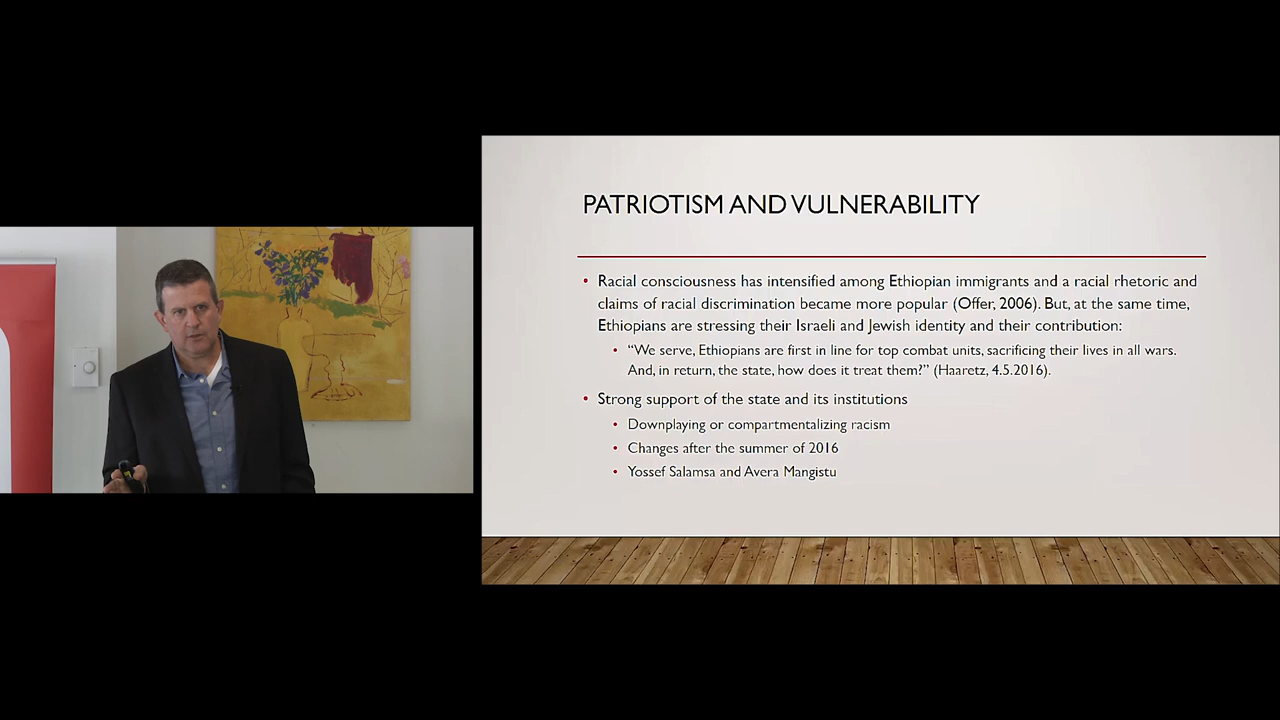 PATRIOTISM AND VULNERABILITY
• Racial consciousness has intensified among Ethiopian immigrants and a racial rhetoric and
claims of racial discrimination became more popular (Offer, 2006). But, at the same time,
Ethiopians are stressing their Israeli and Jewish identity and their contribution:
• “We serve, Ethiopians are first in line for top combat units, sacrificing their lives in all wars.
And, in return, the state, how does it treat them?” (Haaretz, 4.5.2016).
• Strong support of the state and its institutions
• Downplaying or compartmentalizing racism
• Changes after the summer of 2016
• Yossef Salamsa and Avera Mangistu